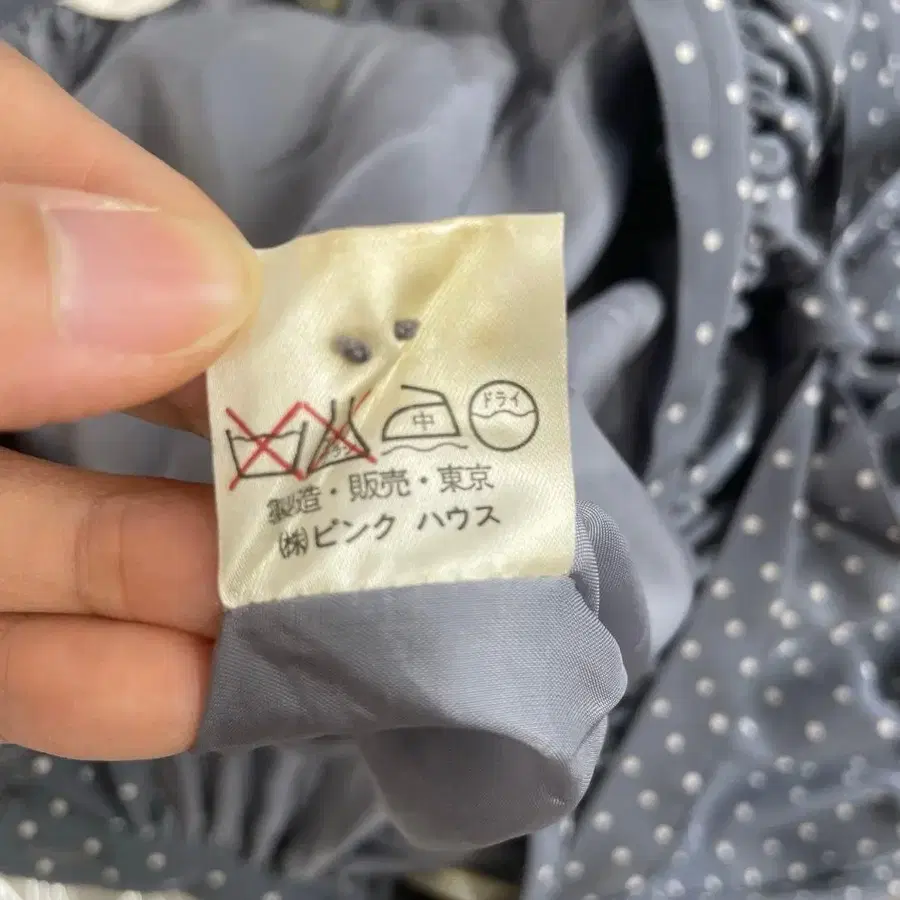 中 ドライ
製造・販売・東京
㈱ピンク ハウス